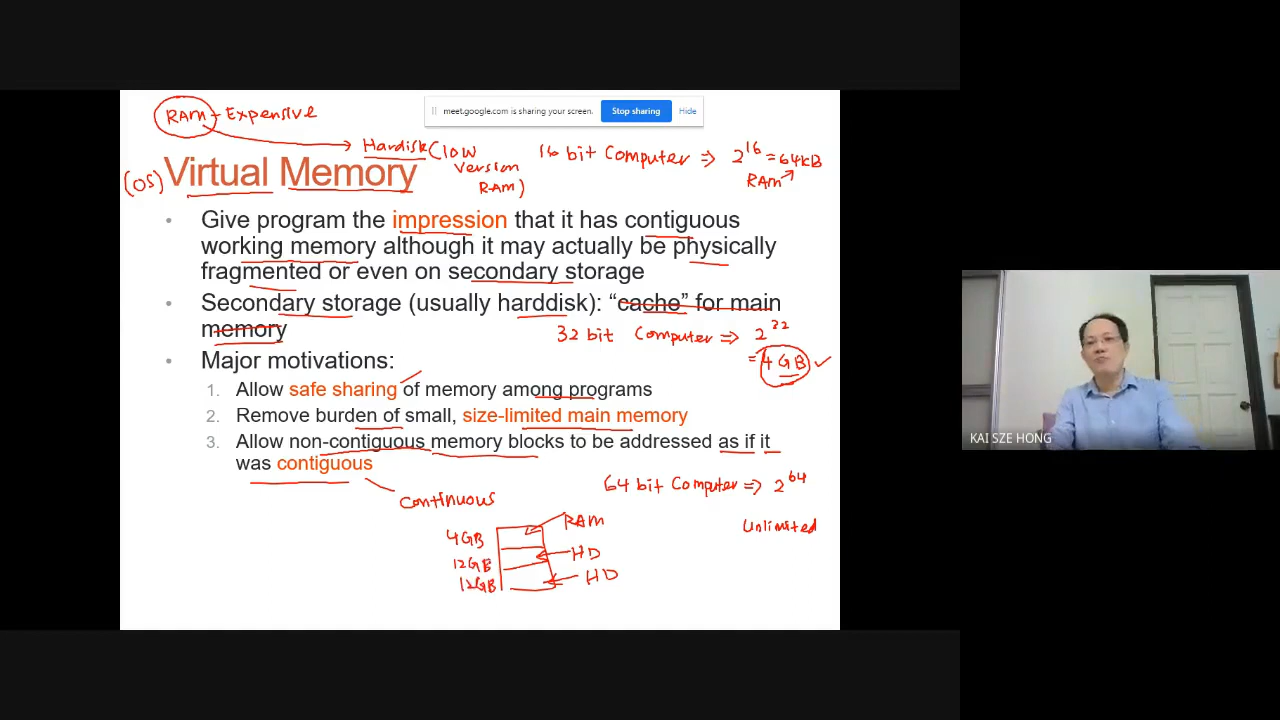 RAM - Expensive
meet.google.com is sharing your screen. Stop sharing Hide
Hardisk (low version RAM)
16 bit Computer => 2^16 = 64kB
RAM
(OS) Virtual Memory
• Give program the impression that it has contiguous
working memory although it may actually be physically
fragmented or even on secondary storage
• Secondary storage (usually harddisk): “cache” for main
memory
32 bit Computer => 2^32
= 4 GB
• Major motivations:
1. Allow safe sharing of memory among programs
2. Remove burden of small, size-limited main memory
3. Allow non-contiguous memory blocks to be addressed as if it
was contiguous
KAI SZE HONG
64 bit Computer => 2^64
Continuous
Unlimited
RAM
4GB
HD
12GB
HD
12GB